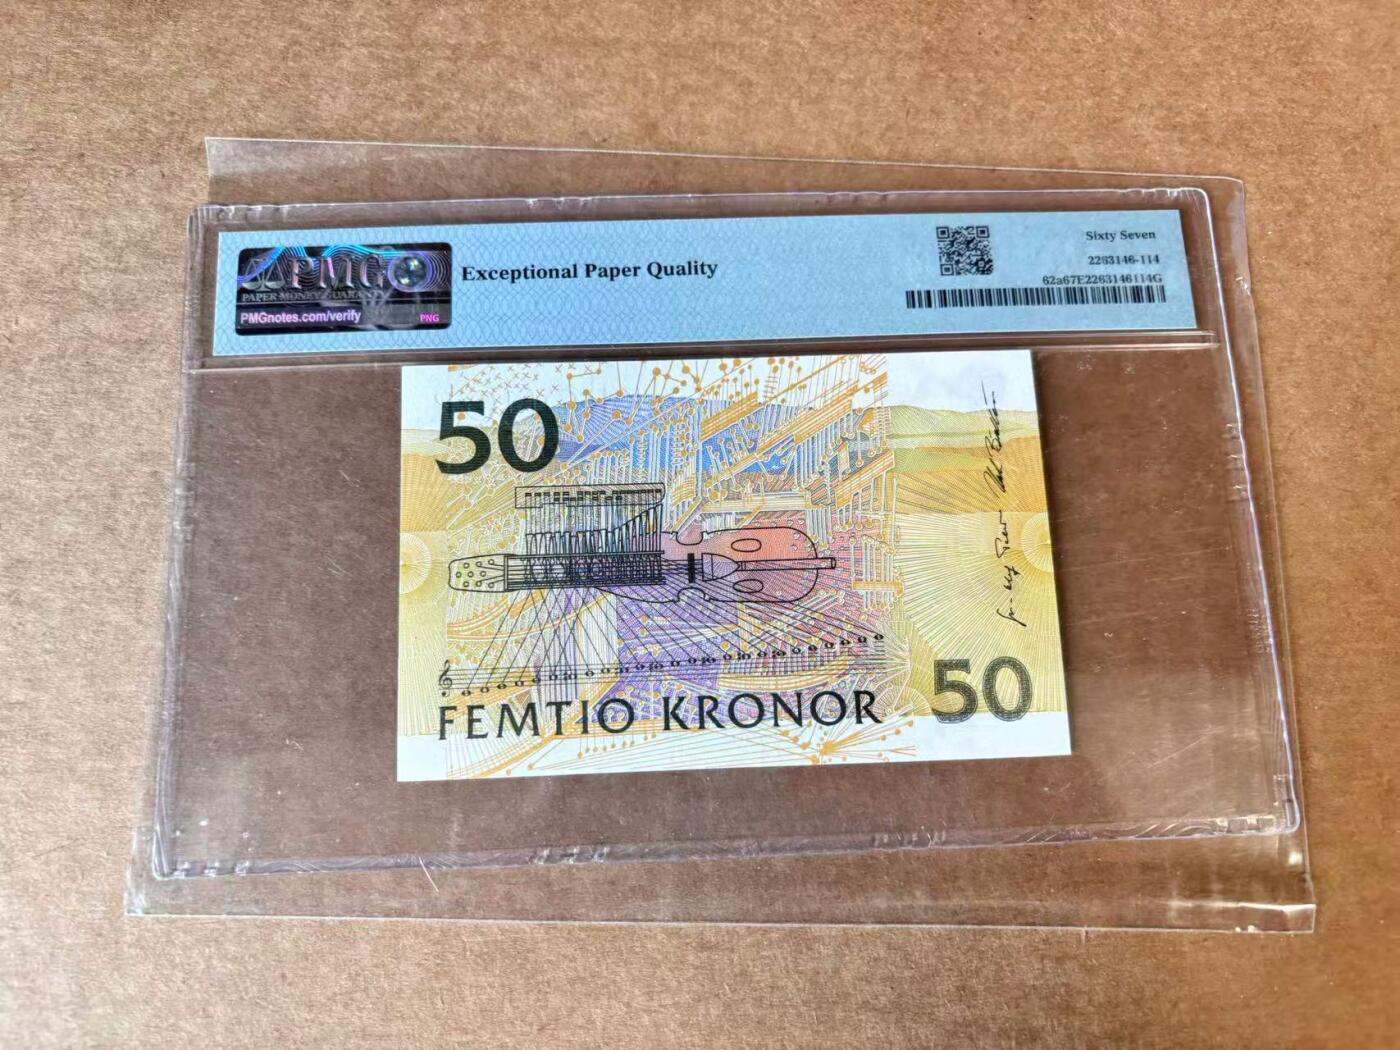 PMG
PAPER MONEY GUARANTY
PMGnotes.com/verify
PNG
Exceptional Paper Quality
Sixty Seven
2263146-114
62a67E2263146114G
50
FEMTIO KRONOR
50